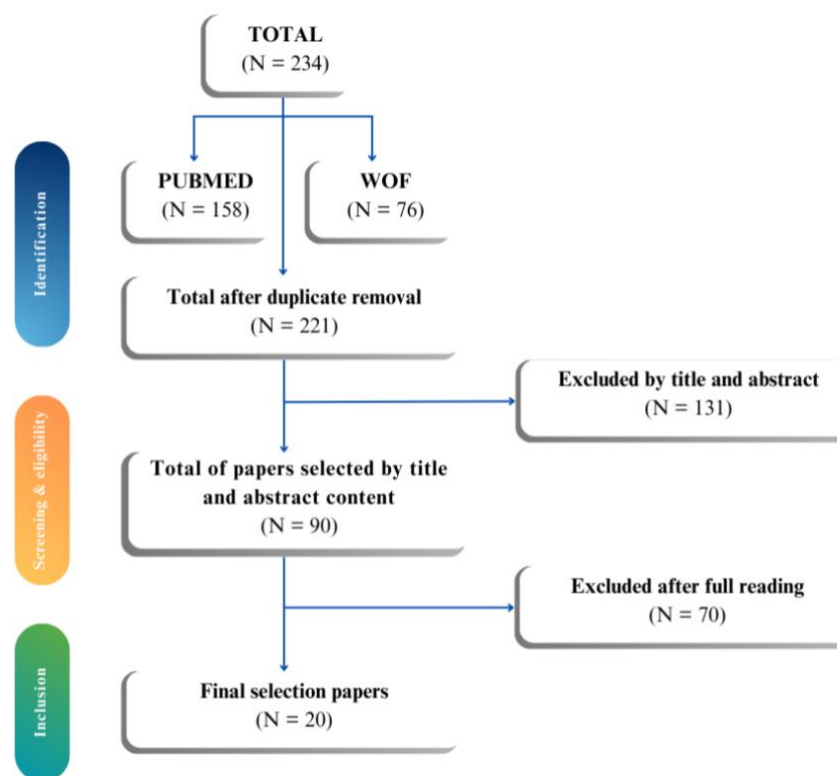 TOTAL
(N = 234)
PUBMED
(N = 158)
WOF
(N = 76)
Identification
Total after duplicate removal
(N = 221)
Excluded by title and abstract
(N = 131)
Screening & eligibility
Total of papers selected by title
and abstract content
(N = 90)
Excluded after full reading
(N = 70)
Inclusion
Final selection papers
(N = 20)